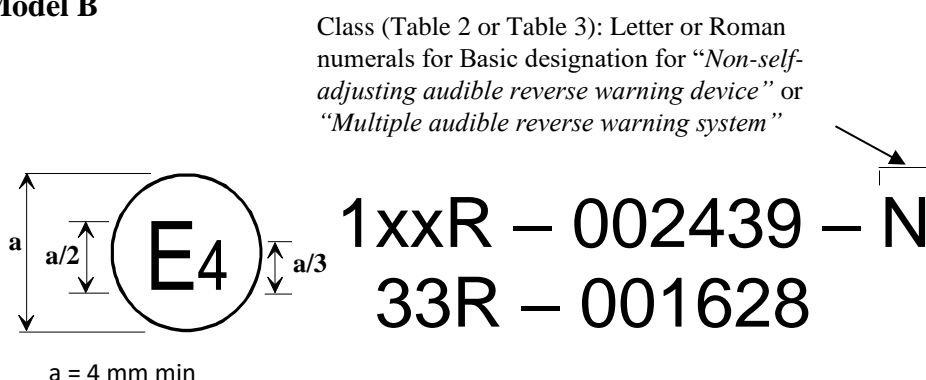 Model B
Class (Table 2 or Table 3): Letter or Roman
numerals for Basic designation for “Non-self-
adjusting audible reverse warning device” or
“Multiple audible reverse warning system”
a
a/2
E4
a/3
1xxR – 002439 – N
33R – 001628
a = 4 mm min